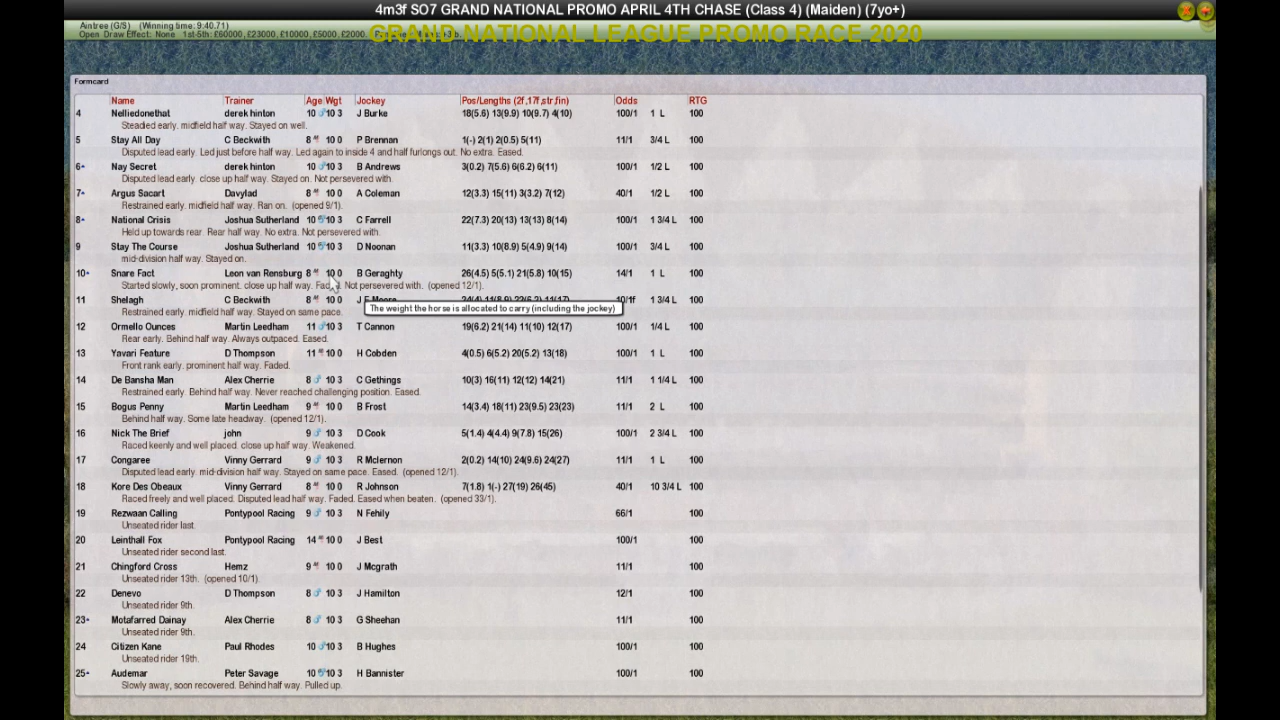 4m3f SO7 GRAND NATIONAL PROMO APRIL 4TH CHASE (Class 4) (Maiden) (7yo+)
Aintree (G/S) (Winning time: 9:40.71)
GRAND NATIONAL LEAGUE PROMO RACE 2020
Open Draw Effect: None 1st-5th: £60000, £23000, £10000, £5000, £2000.
Formcard
Name Trainer Age Wgt Jockey Pos/Lengths (2f,17f,str,fin) Odds RTG
4 Nelliedonethat derek hinton 10 10 3 J Burke 18(5.6) 13(9.9) 10(9.7) 4(10) 100/1 1 L 100
Steadied early. midfield half way. Stayed on well.
5 Stay All Day C Beckwith 8 10 0 P Brennan 1(-) 2(1) 2(0.5) 5(11) 11/1 3/4 L 100
Disputed lead early. Led just before half way. Led again to inside 4 and half furlongs out. No extra. Eased.
6 Nay Secret derek hinton 10 10 3 B Andrews 3(0.2) 7(5.6) 6(6.2) 6(11) 100/1 1/2 L 100
Disputed lead early. close up half way. Stayed on. Not persevered with.
7 Argus Sacart Davylad 8 10 0 A Coleman 12(3.3) 15(11) 3(3.2) 7(12) 40/1 1/2 L 100
Restrained early. midfield half way. Ran on. (opened 9/1).
8 National Crisis Joshua Sutherland 10 10 3 C Farrell 22(7.3) 20(13) 13(13) 8(14) 100/1 1 3/4 L 100
Held up towards rear. Rear half way. No extra. Not persevered with.
9 Stay The Course Joshua Sutherland 10 10 3 D Noonan 11(3.3) 10(8.9) 5(4.9) 9(14) 100/1 3/4 L 100
mid-division half way. Stayed on.
10 Snare Fact Leon van Rensburg 8 10 0 B Geraghty 26(4.5) 5(5.1) 21(5.8) 10(15) 14/1 1 L 100
Started slowly, soon prominent. close up half way. Faded. Not persevered with. (opened 12/1).
11 Shelagh C Beckwith 8 10 0 J E Moore 10/1f 1 3/4 L 100
The weight the horse is allocated to carry (including the jockey)
Restrained early. midfield half way. Stayed on same pace.
12 Ormello Ounces Martin Leedham 11 10 3 T Cannon 19(6.2) 21(14) 11(10) 12(17) 100/1 1/4 L 100
Rear early. Behind half way. Always outpaced. Eased.
13 Yavari Feature D Thompson 11 10 0 H Cobden 4(0.5) 6(5.2) 20(5.2) 13(18) 100/1 1 L 100
Front rank early. prominent half way. Faded.
14 De Bansha Man Alex Cherrie 8 10 3 C Gethings 10(3) 16(11) 12(12) 14(21) 11/1 1 1/4 L 100
Restrained early. Behind half way. Never reached challenging position. Eased.
15 Bogus Penny Martin Leedham 9 10 0 B Frost 14(3.4) 18(11) 23(9.5) 23(23) 11/1 2 L 100
Behind half way. Some late headway. (opened 12/1).
16 Nick The Brief john 9 10 3 D Cook 5(1.4) 4(4.4) 9(7.8) 15(26) 100/1 2 3/4 L 100
Raced keenly and well placed. close up half way. Weakened.
17 Congaree Vinny Gerrard 9 10 3 R Mclernon 2(0.2) 14(10) 24(9.6) 24(27) 11/1 1 L 100
Disputed lead early. mid-division half way. Stayed on same pace. Eased. (opened 12/1).
18 Kore Des Obeaux Vinny Gerrard 8 10 0 R Johnson 7(1.8) 1(-) 27(19) 26(45) 40/1 10 3/4 L 100
Raced freely and well placed. Disputed lead half way. Faded. Eased when beaten. (opened 33/1).
19 Rezwaan Calling Pontypool Racing 9 10 3 N Fehily 66/1 100
Unseated rider last.
20 Leinthall Fox Pontypool Racing 14 10 0 J Best 100/1 100
Unseated rider second last.
21 Chingford Cross Hemz 9 10 0 J Mcgrath 11/1 100
Unseated rider 13th. (opened 10/1)
22 Denevo D Thompson 8 10 3 J Hamilton 12/1 100
Unseated rider 9th.
23 Motafarred Dainay Alex Cherrie 8 10 3 G Sheehan 11/1 100
Unseated rider 9th.
24 Citizen Kane Paul Rhodes 10 10 3 B Hughes 100/1 100
Unseated rider 19th.
25 Audemar Peter Savage 10 10 3 H Bannister 100/1 100
Slowly away, soon recovered. Behind half way. Pulled up.